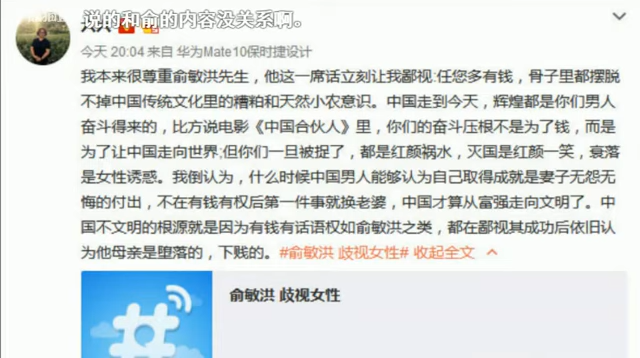 说的和俞的内容没关系啊。
今天 20:04 来自 华为Mate10保时捷设计
我本来很尊重俞敏洪先生，他这一席话立刻让我鄙视:任您多有钱，骨子里都摆脱
不掉中国传统文化里的糟粕和天然小农意识。中国走到今天，辉煌都是你们男人
奋斗得来的，比方说电影《中国合伙人》里，你们的奋斗压根不是为了钱，而是
为了让中国走向世界;但你们一旦被捉了，都是红颜祸水，灭国是红颜一笑，衰落
是女性诱惑。我倒认为，什么时候中国男人能够认为自己取得成就是妻子无怨无
悔的付出，不在有钱有权后第一件事就换老婆，中国才算从富强走向文明了。中
国不文明的根源就是因为有钱有话语权如俞敏洪之类，都在鄙视其成功后依旧认
为他母亲是堕落的，下贱的。#俞敏洪 歧视女性# 收起全文
俞敏洪 歧视女性